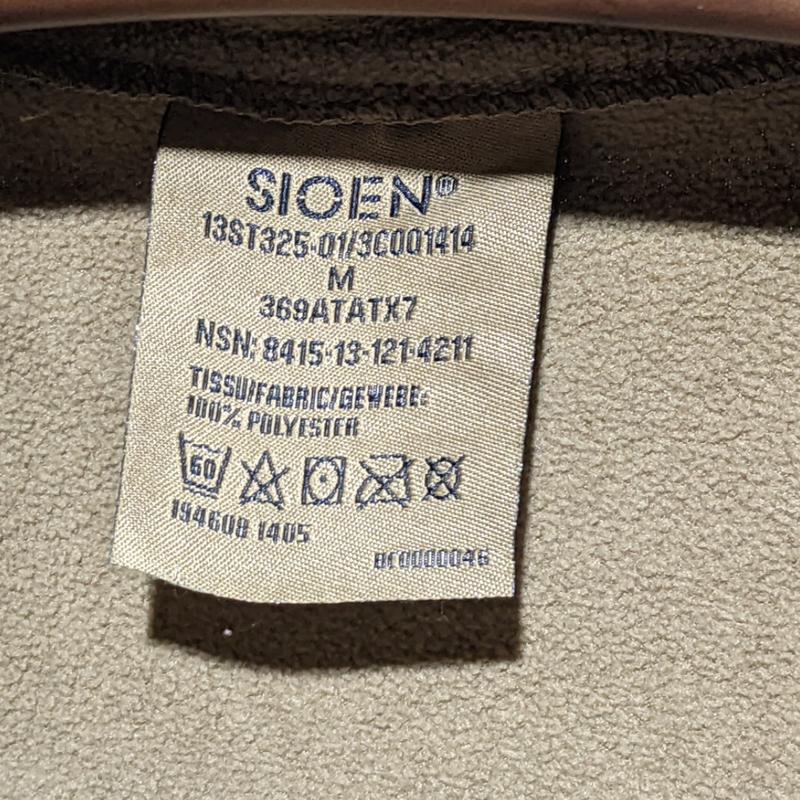 SIOEN®
13ST325-01/3C001414
M
369ATATX7
NSN: 8415-13-121-4211
TISSU/FABRIC/GEWEBE:
100% POLYESTER
60
194608 1405